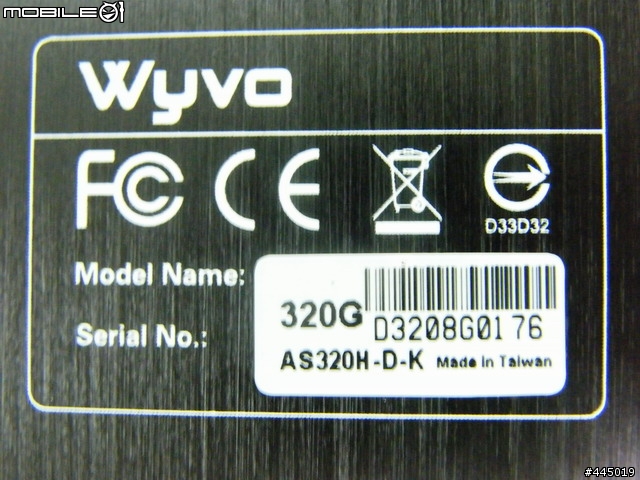 MOBILE01
Wyvo
FC CE
D33D32
Model Name:
320G
D3208G0176
Serial No.:
AS320H-D-K Made in Taiwan
#445019